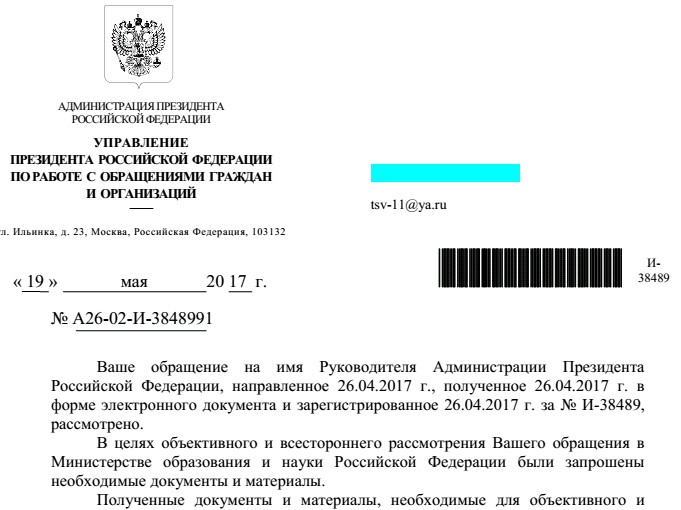 АДМИНИСТРАЦИЯ ПРЕЗИДЕНТА
РОССИЙСКОЙ ФЕДЕРАЦИИ
УПРАВЛЕНИЕ
ПРЕЗИДЕНТА РОССИЙСКОЙ ФЕДЕРАЦИИ
ПО РАБОТЕ С ОБРАЩЕНИЯМИ ГРАЖДАН
И ОРГАНИЗАЦИЙ
tsv-11@ya.ru
ул. Ильинка, д. 23, Москва, Российская Федерация, 103132
И-
38489
« 19 » мая 20 17 г.
№ А26-02-И-3848991
Ваше обращение на имя Руководителя Администрации Президента
Российской Федерации, направленное 26.04.2017 г., полученное 26.04.2017 г. в
форме электронного документа и зарегистрированное 26.04.2017 г. за № И-38489,
рассмотрено.
В целях объективного и всестороннего рассмотрения Вашего обращения в
Министерстве образования и науки Российской Федерации были запрошены
необходимые документы и материалы.
Полученные документы и материалы, необходимые для объективного и